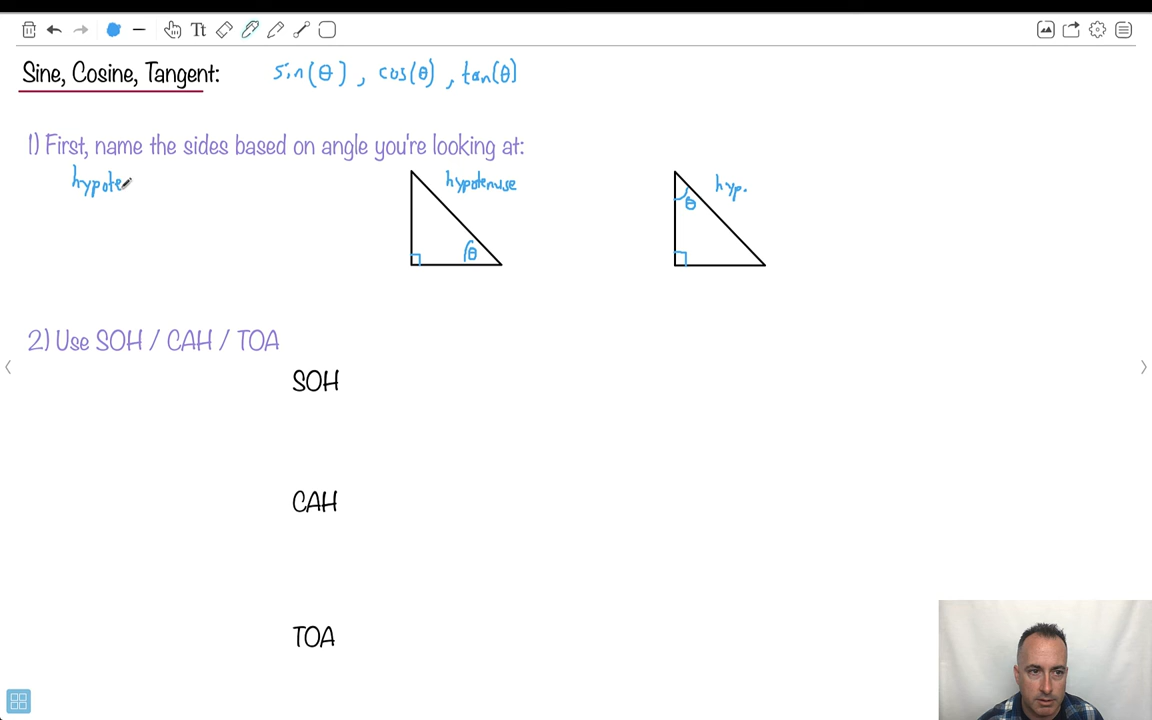 Tt
Sine, Cosine, Tangent: sin(θ), cos(θ), tan(θ)
1) First, name the sides based on angle you're looking at:
hypote
hypotenuse
hyp.
θ
θ
2) Use SOH / CAH / TOA
SOH
CAH
TOA